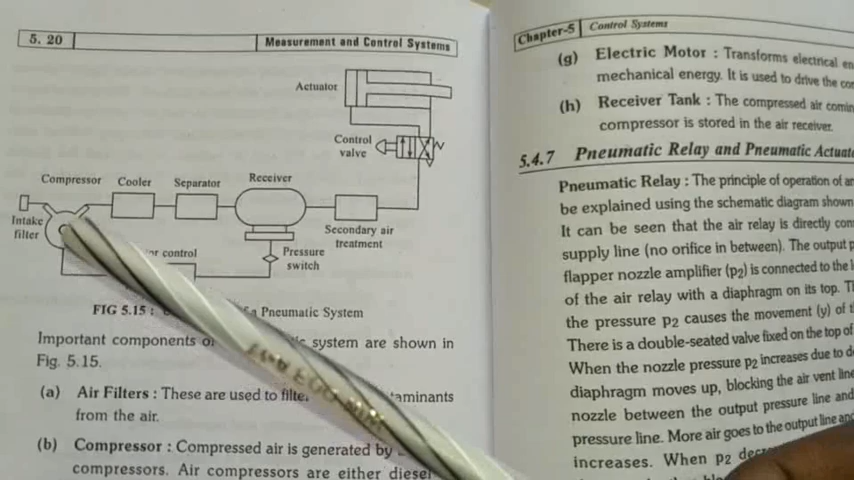 5. 20
Measurement and Control Systems
Actuator
Control
valve
Compressor
Cooler
Separator
Receiver
Intake
filter
Secondary air
treatment
control
Pressure
switch
FIG 5.15 :
Pneumatic System
Important components
system are shown in
Fig. 5.15.
(a) Air Filters : These are used to filter
from the air.
(b) Compressor : Compressed air is generated by
compressors. Air compressors are either diesel
Chapter-5
Control Systems
(g) Electric Motor : Transforms electrical
mechanical energy. It is used to drive the
(h) Receiver Tank : The compressed air
compressor is stored in the air receiver.
5.4.7 Pneumatic Relay and Pneumatic
Pneumatic Relay : The principle of operation of
be explained using the schematic diagram shown
It can be seen that the air relay is directly
supply line (no orifice in between). The output
flapper nozzle amplifier (p2) is connected to the
of the air relay with a diaphragm on its top.
the pressure p2 causes the movement (y) of
There is a double-seated valve fixed on the top of
When the nozzle pressure p2 increases due to
diaphragm moves up, blocking the air vent line
nozzle between the output pressure line and
pressure line. More air goes to the output line
increases. When p2